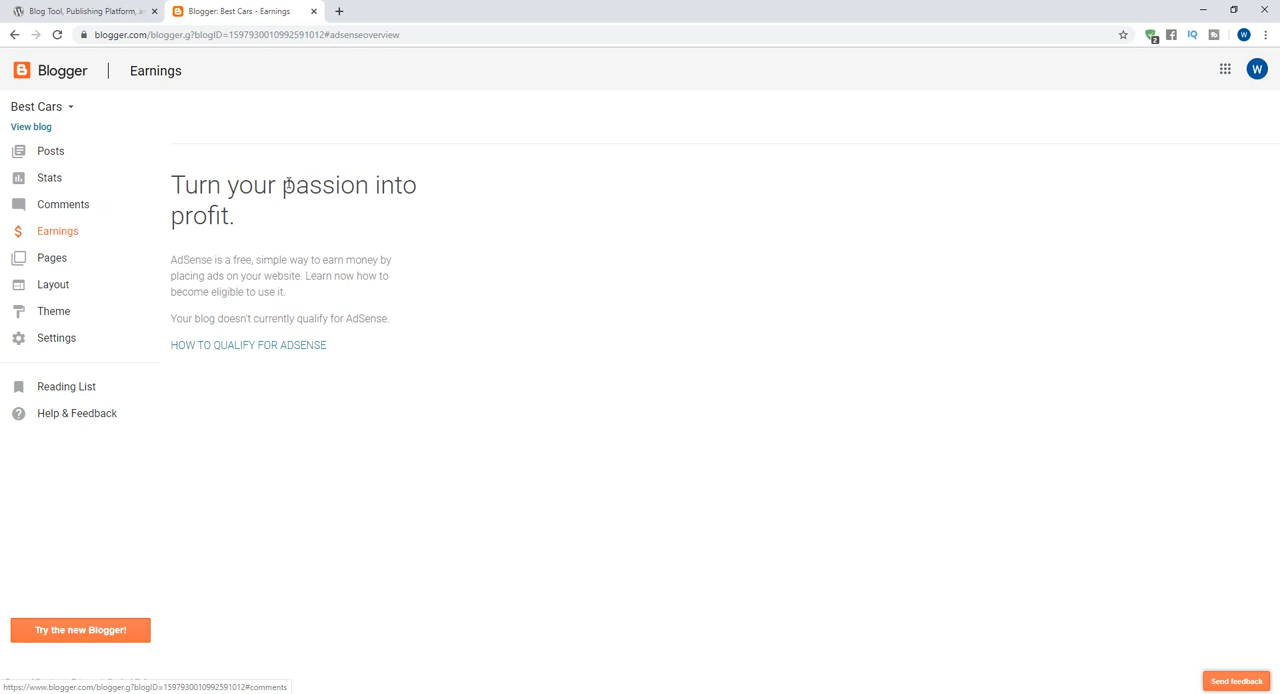 Blog Tool, Publishing Platform, a
Blogger: Best Cars - Earnings
blogger.com/blogger.g?blogID=1597930010992591012#adsenseoverview
2
IQ
W
Blogger
Earnings
W
Best Cars
View blog
Posts
Stats
Comments
$ Earnings
Pages
Layout
Theme
Settings
Reading List
? Help & Feedback
Turn your passion into
profit.
AdSense is a free, simple way to earn money by
placing ads on your website. Learn now how to
become eligible to use it.
Your blog doesn't currently qualify for AdSense.
HOW TO QUALIFY FOR ADSENSE
Try the new Blogger!
https://www.blogger.com/blogger.g?blogID=1597930010992591012#comments
Send feedback